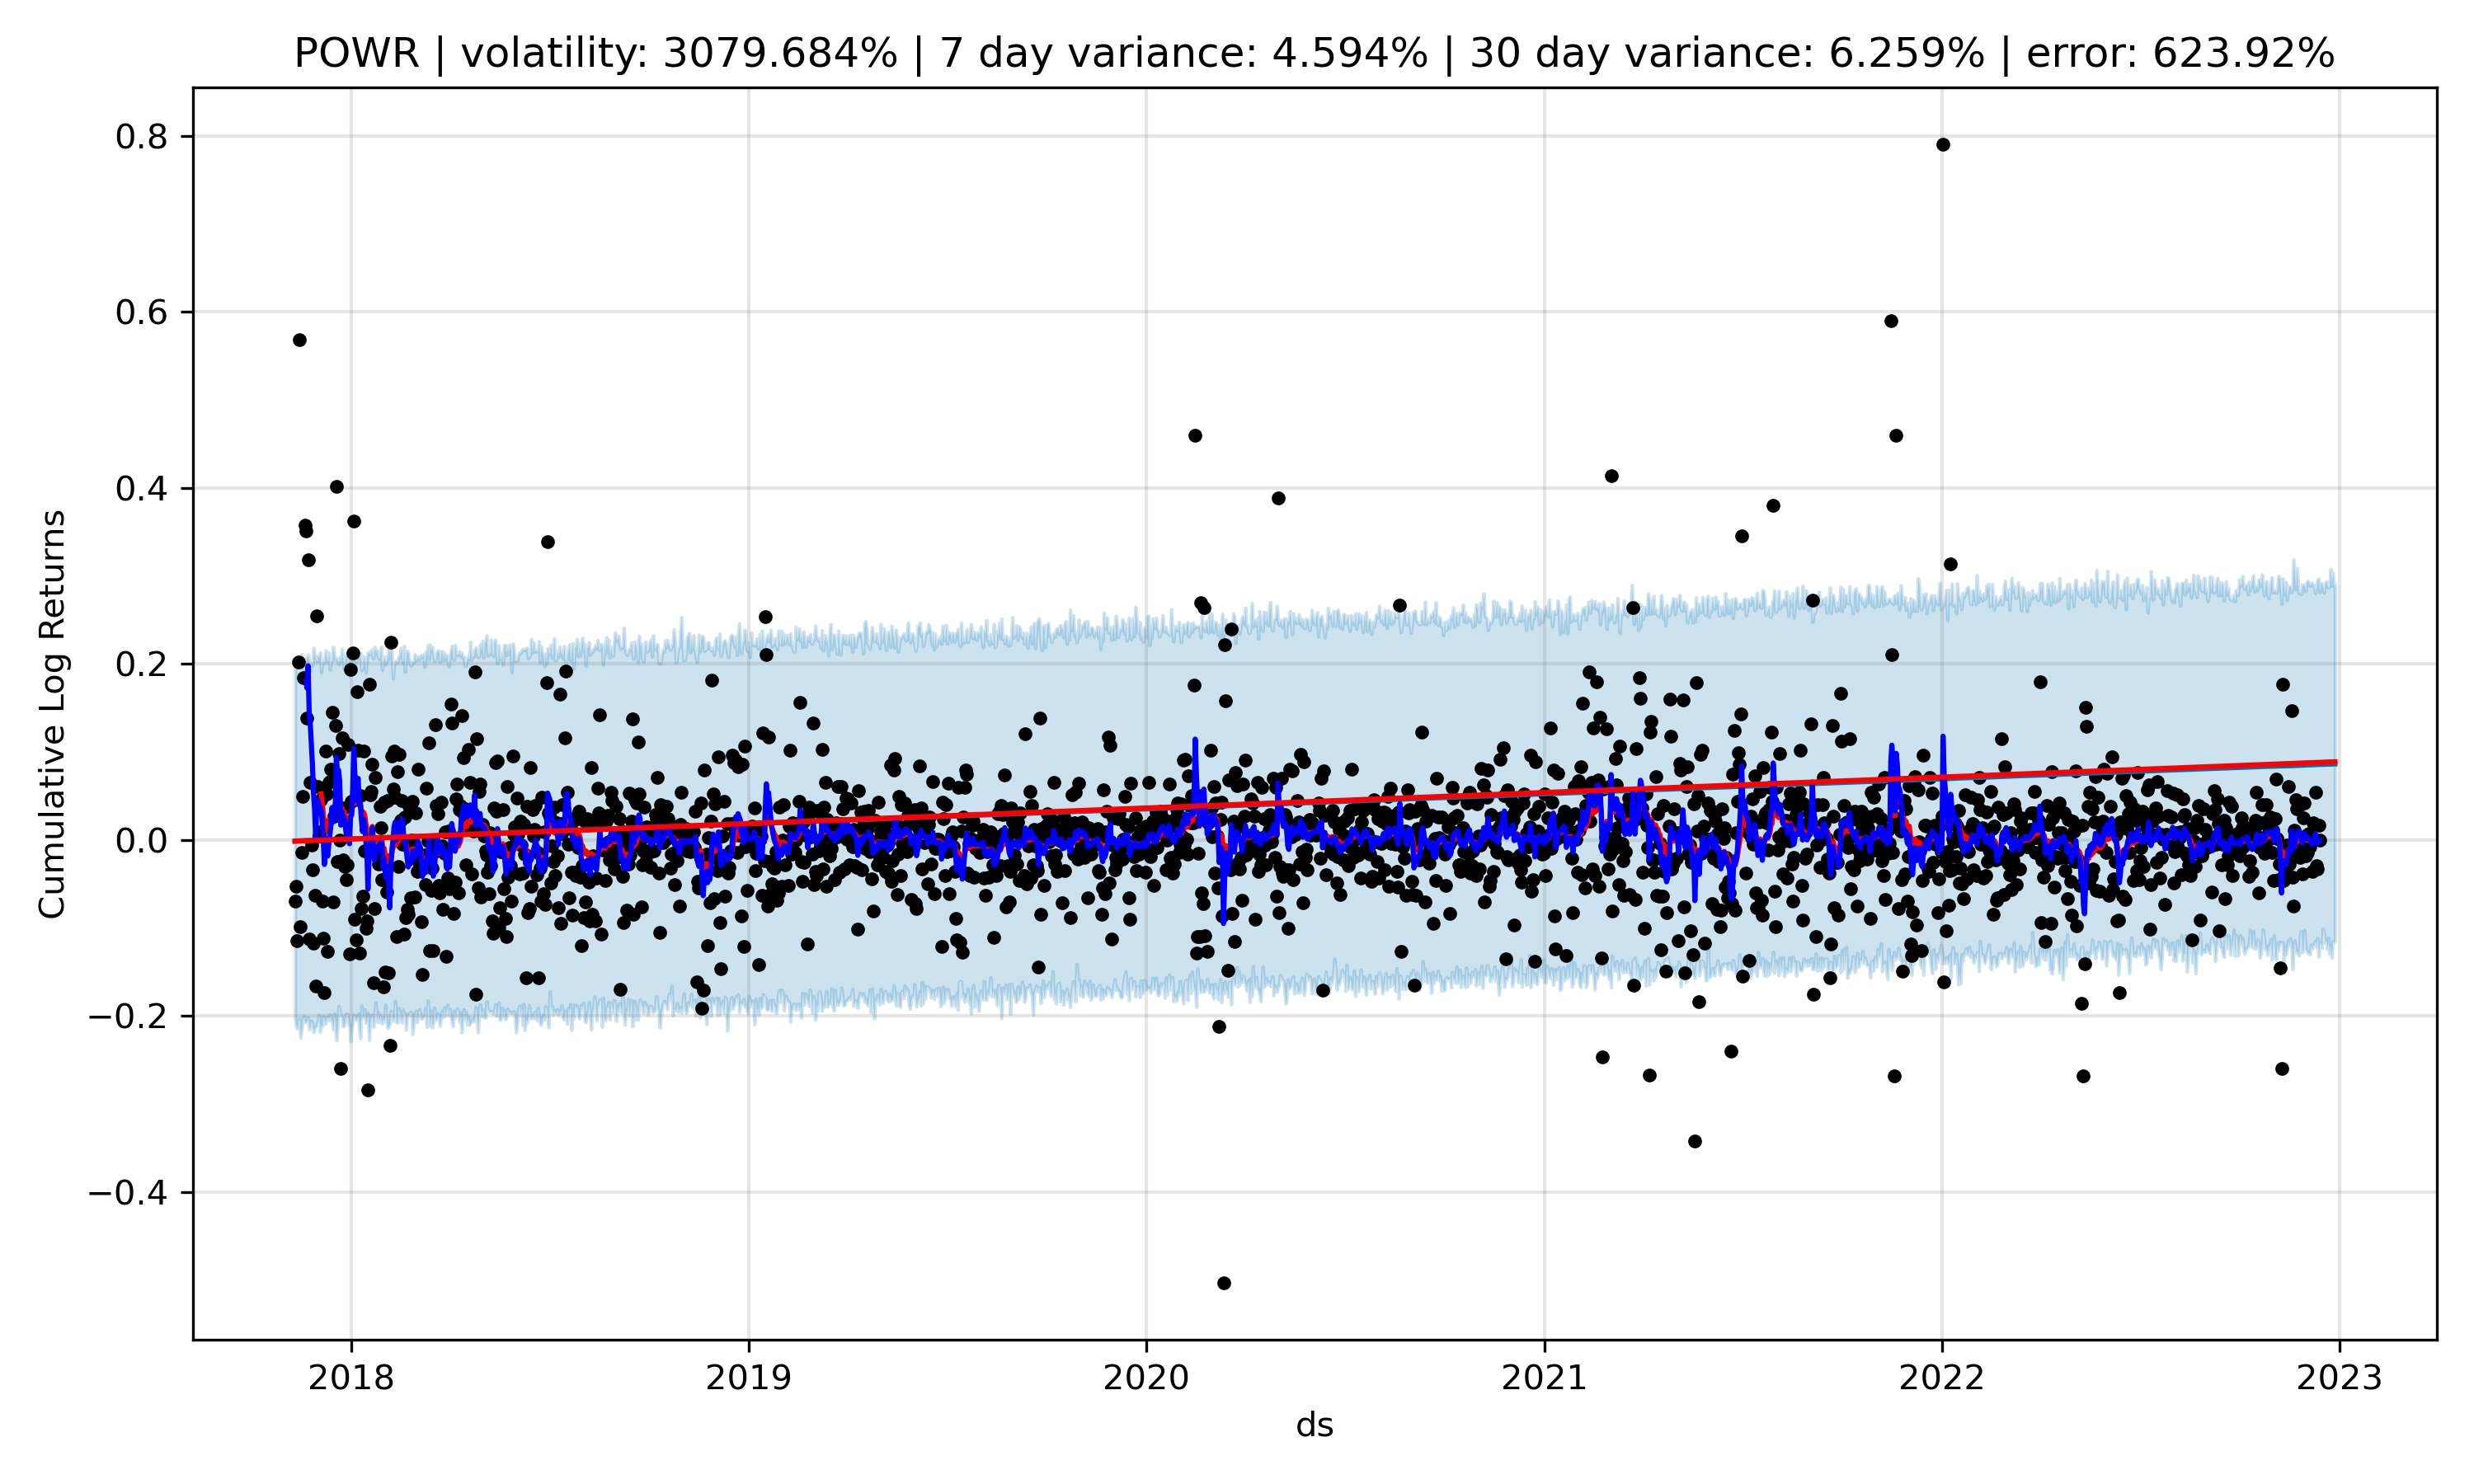 POWR | volatility: 3079.684% | 7 day variance: 4.594% | 30 day variance: 6.259% | error: 623.92%
Cumulative Log Returns
0.8
0.6
0.4
0.2
0.0
−0.2
−0.4
2018 2019 2020 2021 2022 2023
ds